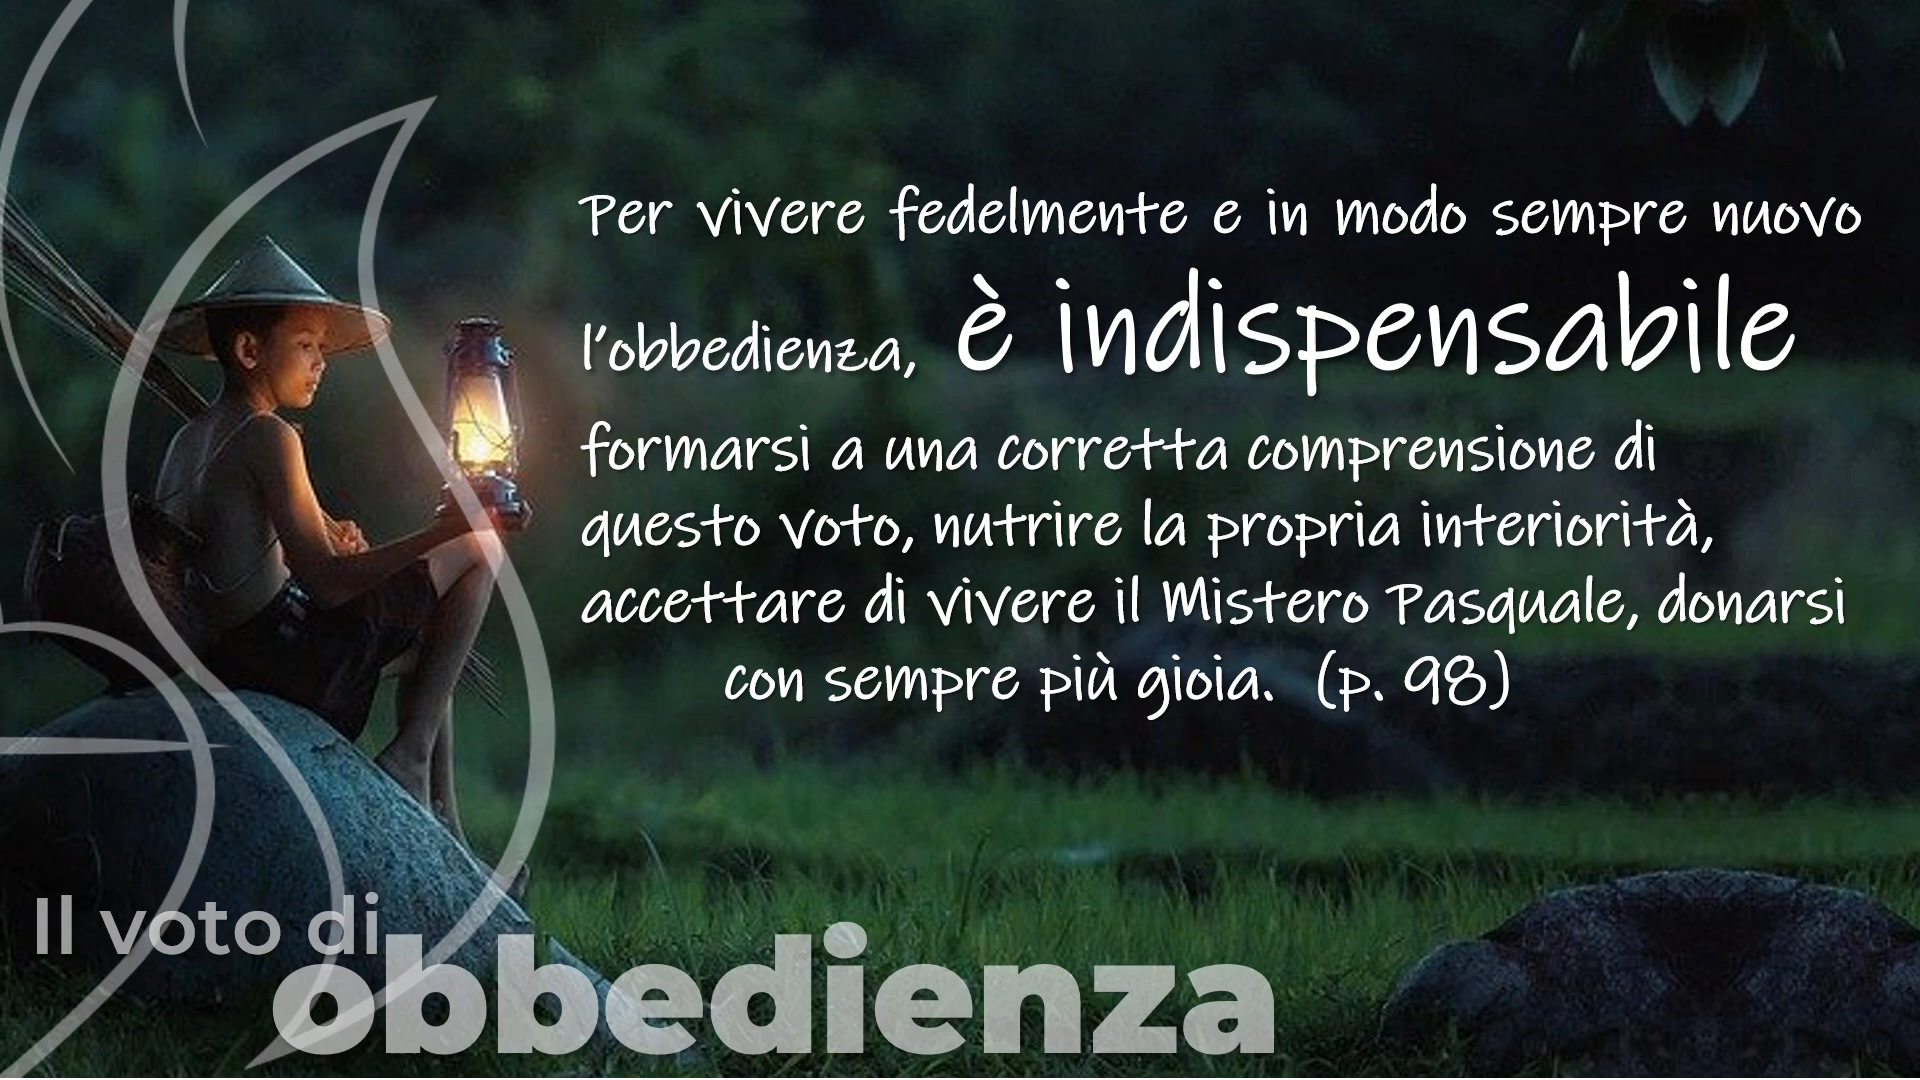 Per vivere fedelmente e in modo sempre nuovo
l'obbedienza, è indispensabile
formarsi a una corretta comprensione di
questo voto, nutrire la propria interiorità,
accettare di vivere il Mistero Pasquale, donarsi
con sempre più gioia. (p. 98)
Il voto di
obbedienza